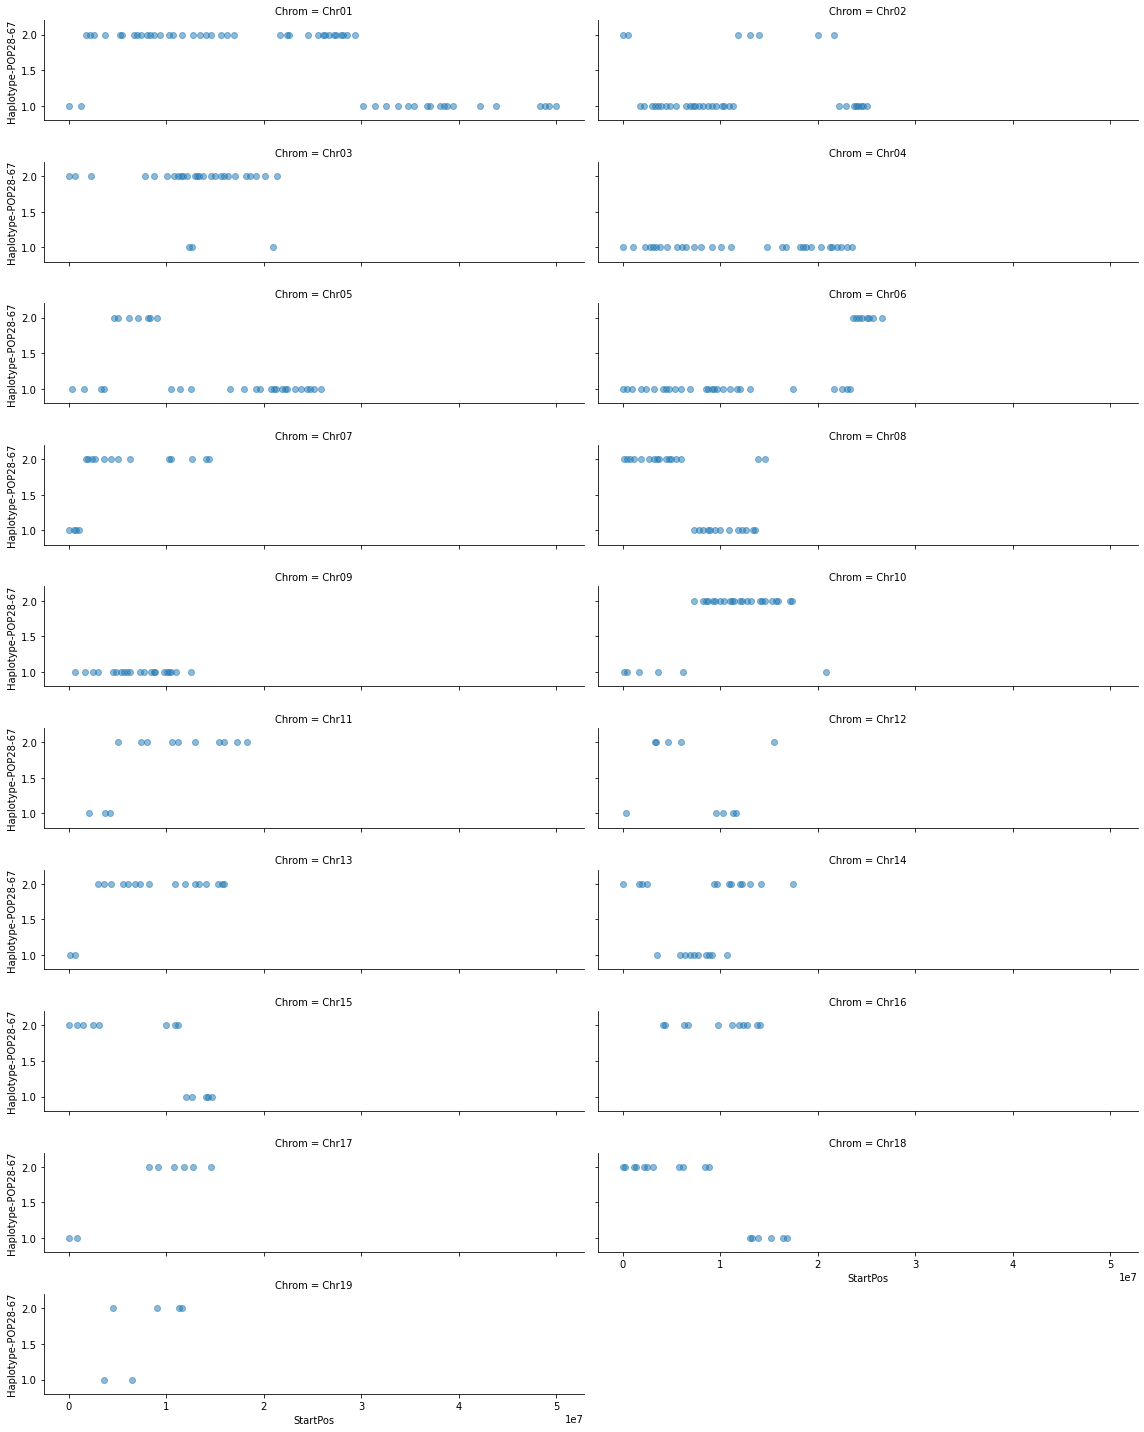 Chrom = Chr01
Chrom = Chr02
2.0
1.5
1.0
Haplotype-POP28-67
Chrom = Chr03
Chrom = Chr04
2.0
1.5
1.0
Haplotype-POP28-67
Chrom = Chr05
Chrom = Chr06
2.0
1.5
1.0
Haplotype-POP28-67
Chrom = Chr07
Chrom = Chr08
2.0
1.5
1.0
Haplotype-POP28-67
Chrom = Chr09
Chrom = Chr10
2.0
1.5
1.0
Haplotype-POP28-67
Chrom = Chr11
Chrom = Chr12
2.0
1.5
1.0
Haplotype-POP28-67
Chrom = Chr13
Chrom = Chr14
2.0
1.5
1.0
Haplotype-POP28-67
Chrom = Chr15
Chrom = Chr16
2.0
1.5
1.0
Haplotype-POP28-67
Chrom = Chr17
Chrom = Chr18
2.0
1.5
1.0
Haplotype-POP28-67
0 1 2 3 4 5
StartPos
1e7
Chrom = Chr19
2.0
1.5
1.0
Haplotype-POP28-67
0 1 2 3 4 5
StartPos
1e7